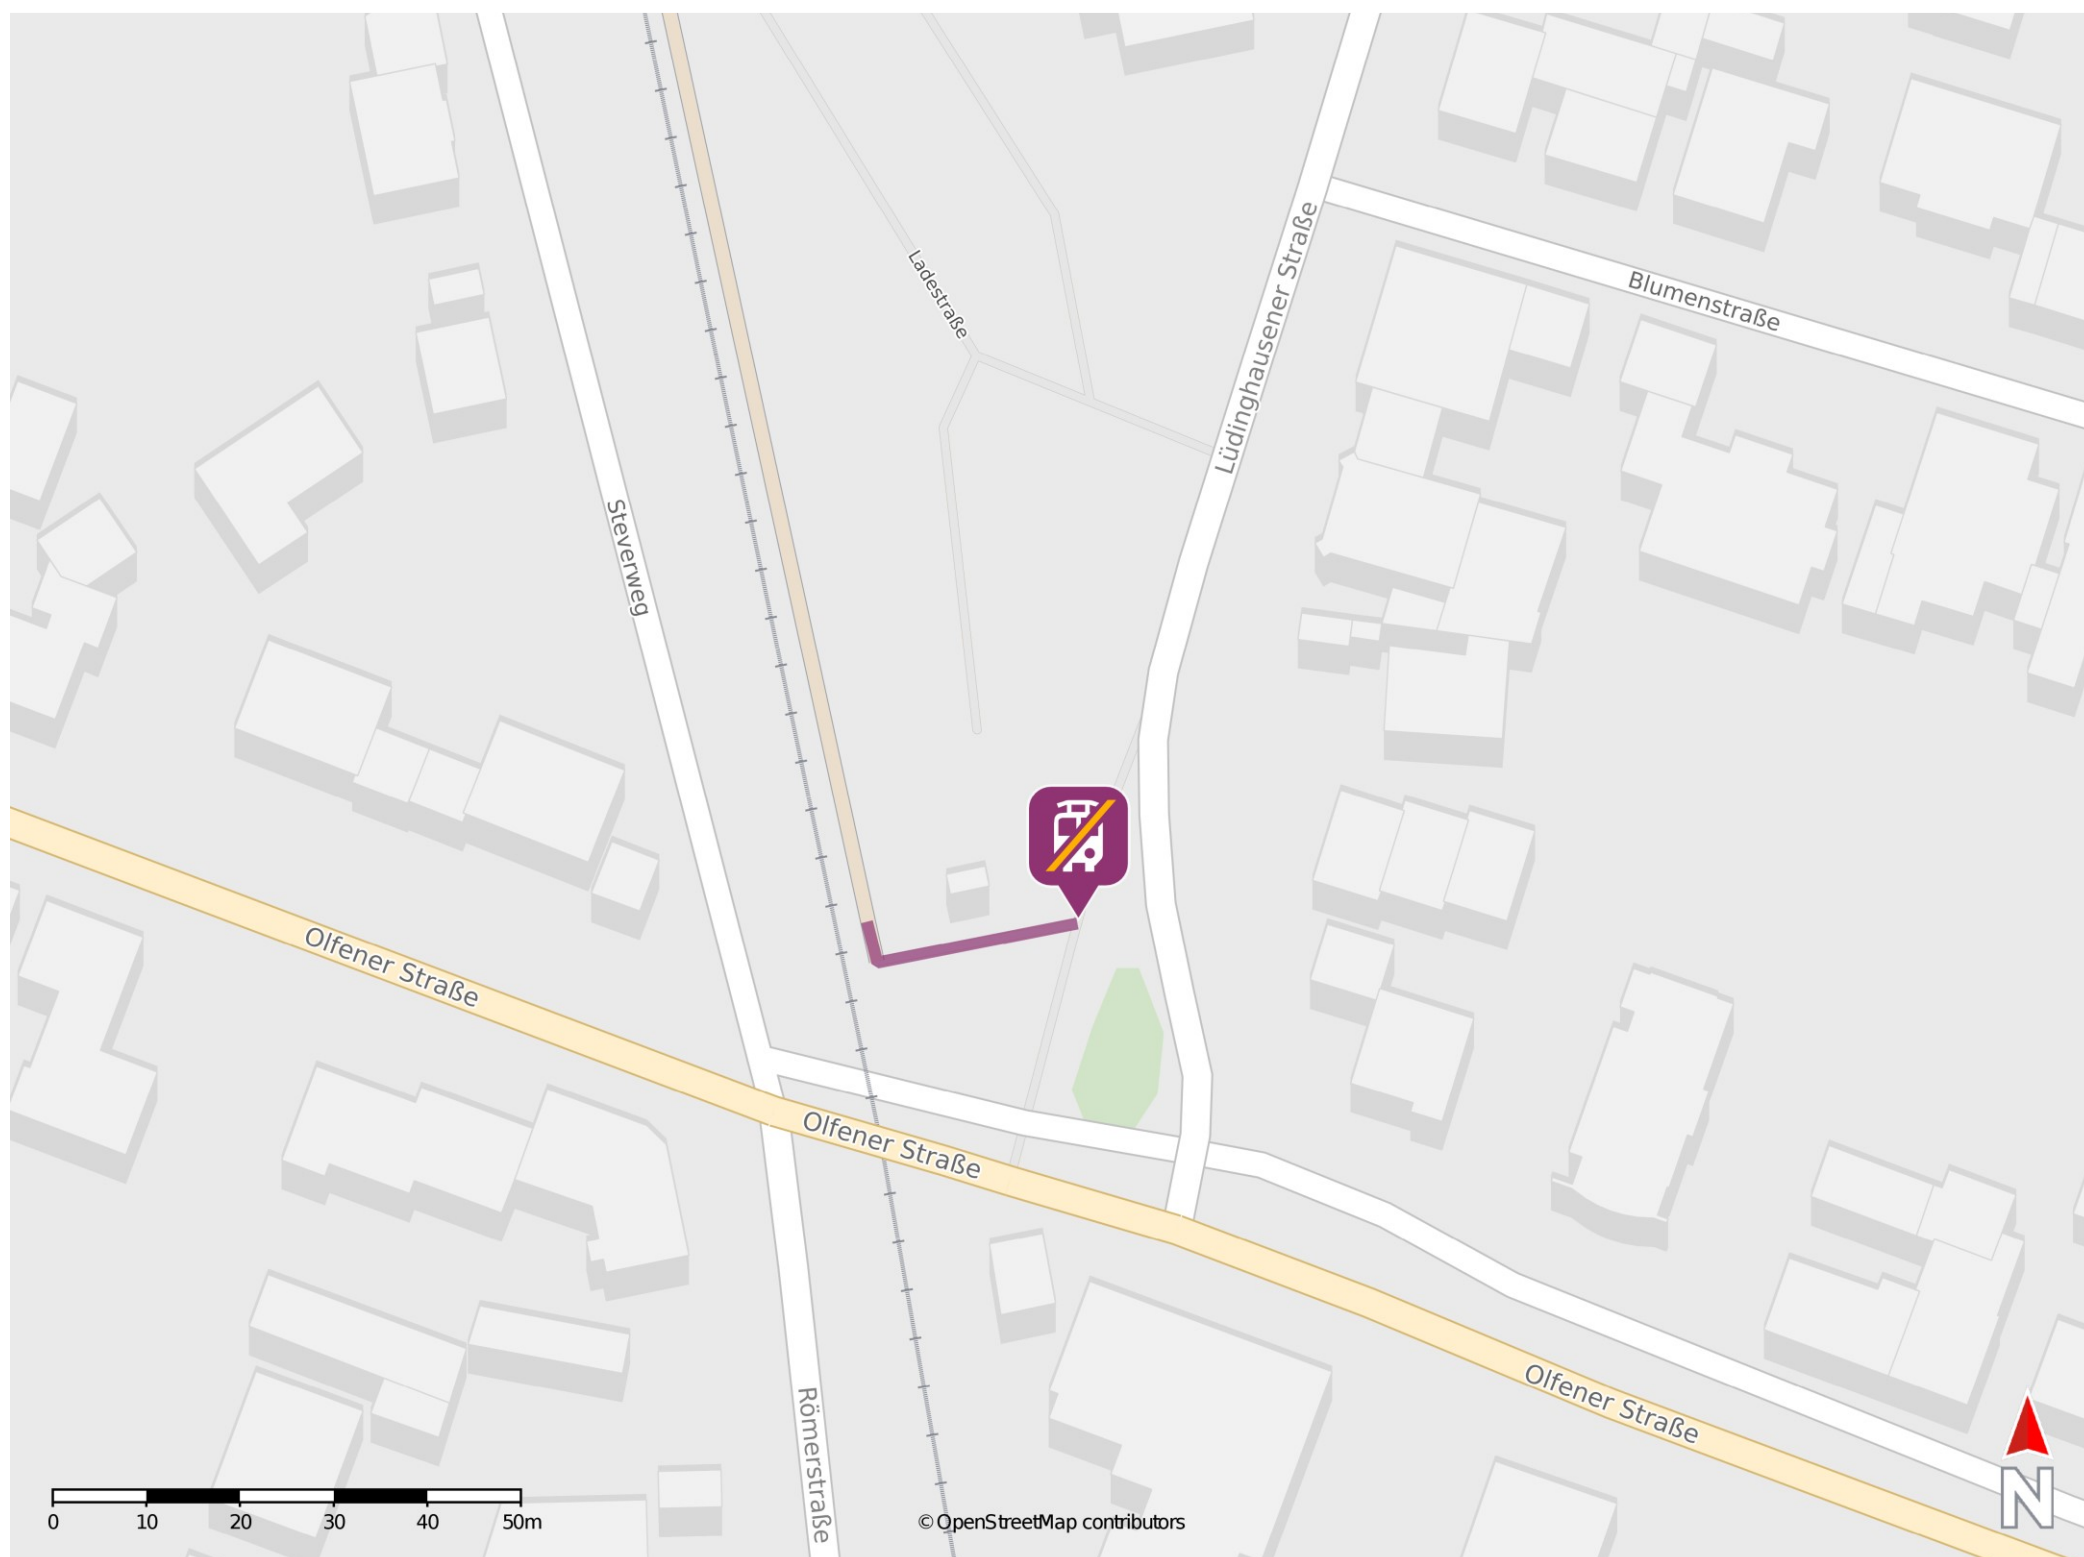 Ladestraße
Lüdinghausener Straße
Blumenstraße
Steverweg
Olfener Straße
Olfener Straße
Olfener Straße
Römerstraße
0 10 20 30 40 50m
© OpenStreetMap contributors
N